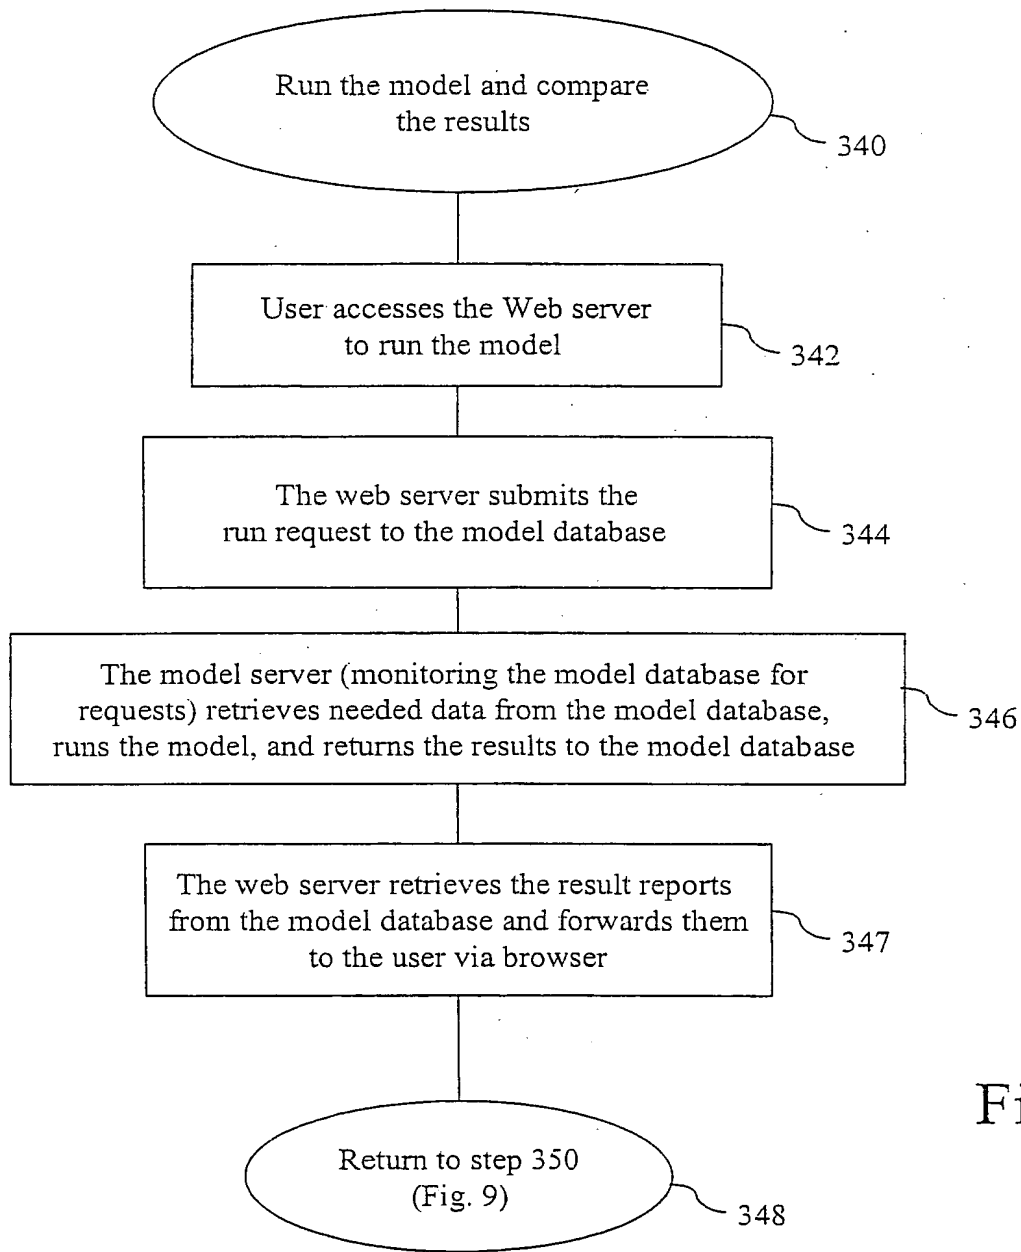 Run the model and compare
the results
340
User accesses the Web server
to run the model
342
The web server submits the
run request to the model database
344
The model server (monitoring the model database for
requests) retrieves needed data from the model database,
runs the model, and returns the results to the model database
346
The web server retrieves the result reports
from the model database and forwards them
to the user via browser
347
Return to step 350
(Fig. 9)
348